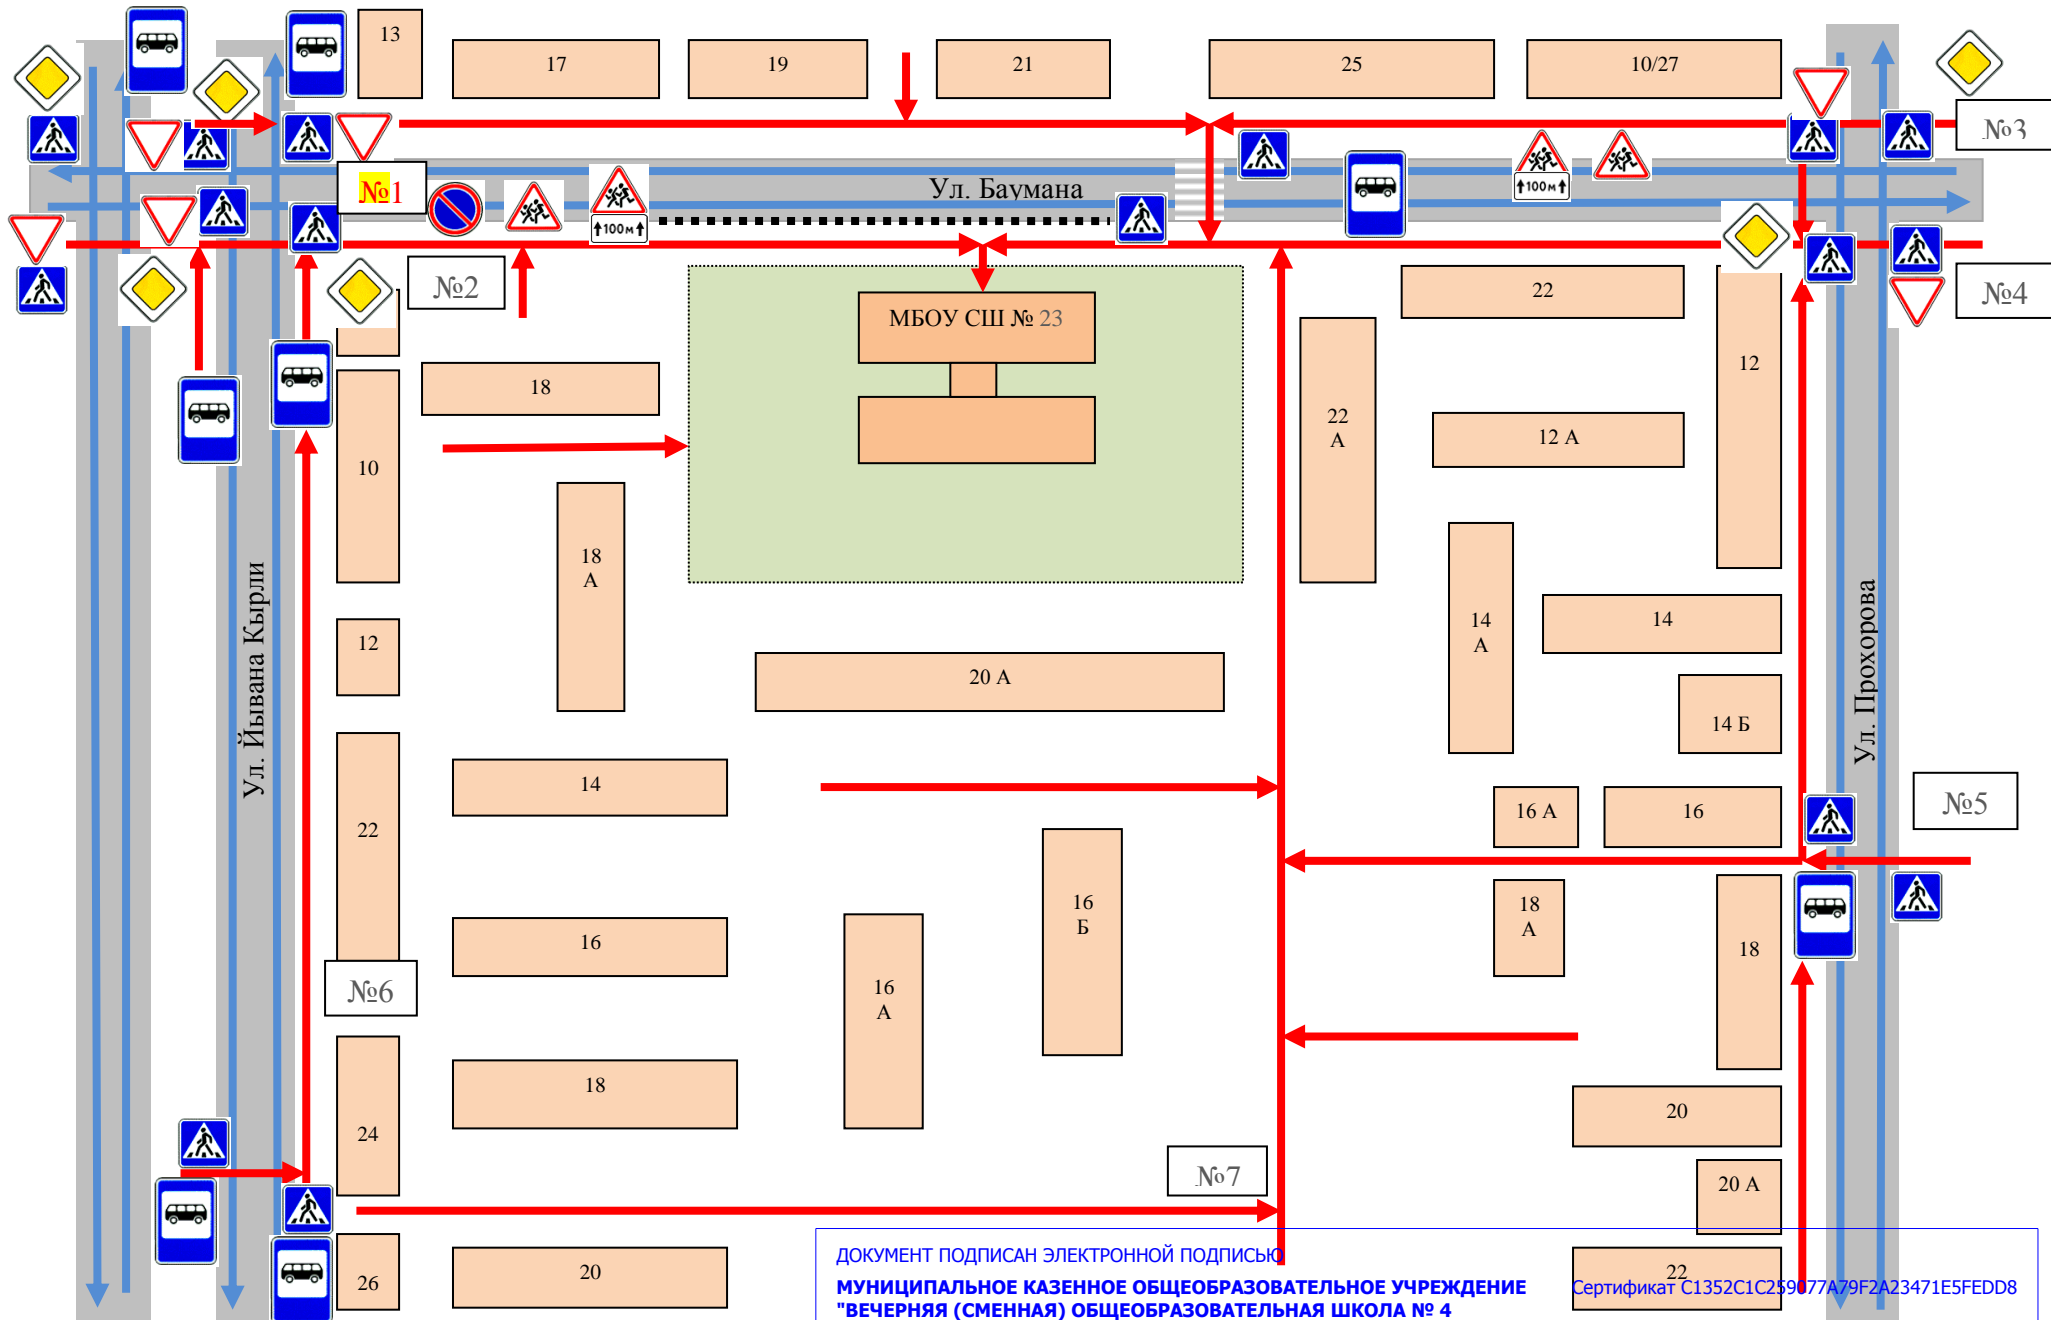 13
17
19
21
25
10/27
№3
№1
Ул. Баумана
↑100м↑
↑100м↑
№2
№4
МБОУ СШ № 23
22
12
18
22
А
12 А
10
18
А
14
А
14
12
20 А
14 Б
Ул. Йывана Кырли
Ул. Прохорова
22
14
16 А
16
№5
16
Б
18
А
18
16
16
А
№6
24
18
20
№7
20 А
26
20
22
ДОКУМЕНТ ПОДПИСАН ЭЛЕКТРОННОЙ ПОДПИСЬЮ
МУНИЦИПАЛЬНОЕ КАЗЕННОЕ ОБЩЕОБРАЗОВАТЕЛЬНОЕ УЧРЕЖДЕНИЕ
"ВЕЧЕРНЯЯ (СМЕННАЯ) ОБЩЕОБРАЗОВАТЕЛЬНАЯ ШКОЛА № 4
Сертификат C1352C1C259077A79F2A23471E5FEDD8